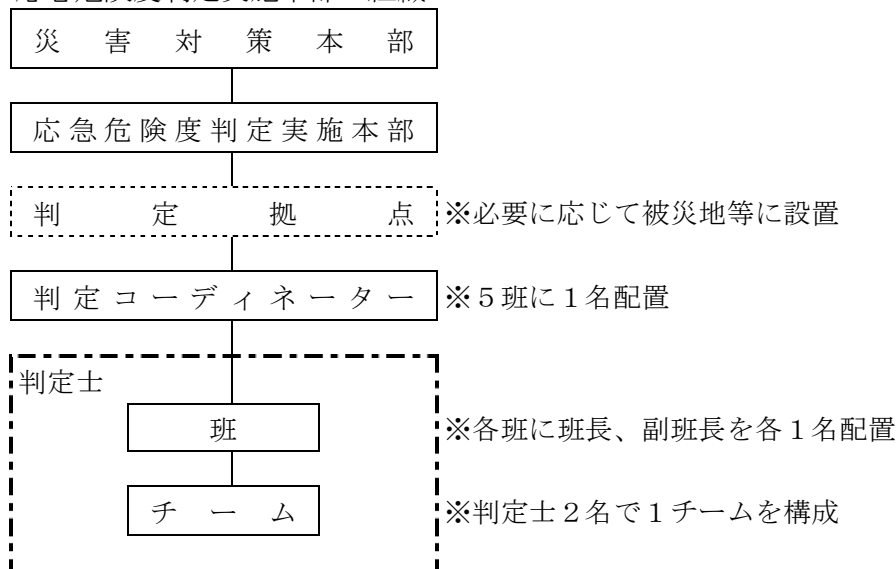 災害対策本部
応急危険度判定実施本部
判定拠点 ※必要に応じて被災地等に設置
判定コーディネーター ※５班に１名配置
判定士
班 ※各班に班長、副班長を各１名配置
チーム ※判定士２名で１チームを構成